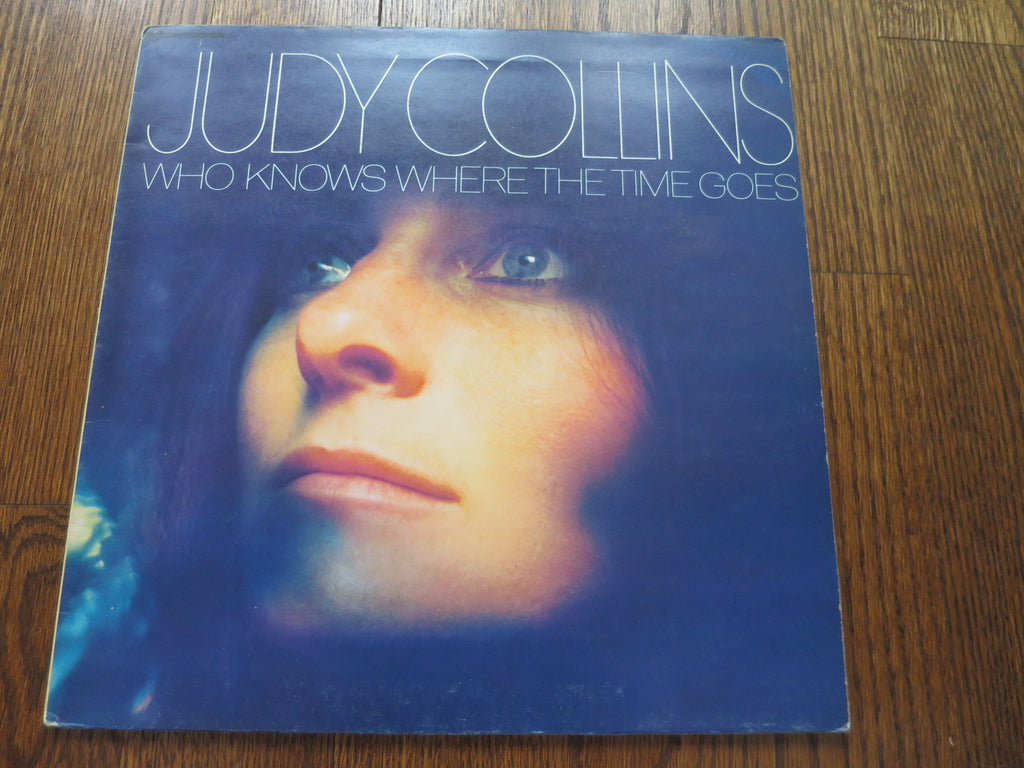 JUDY COLLINS
WHO KNOWS WHERE THE TIME GOES